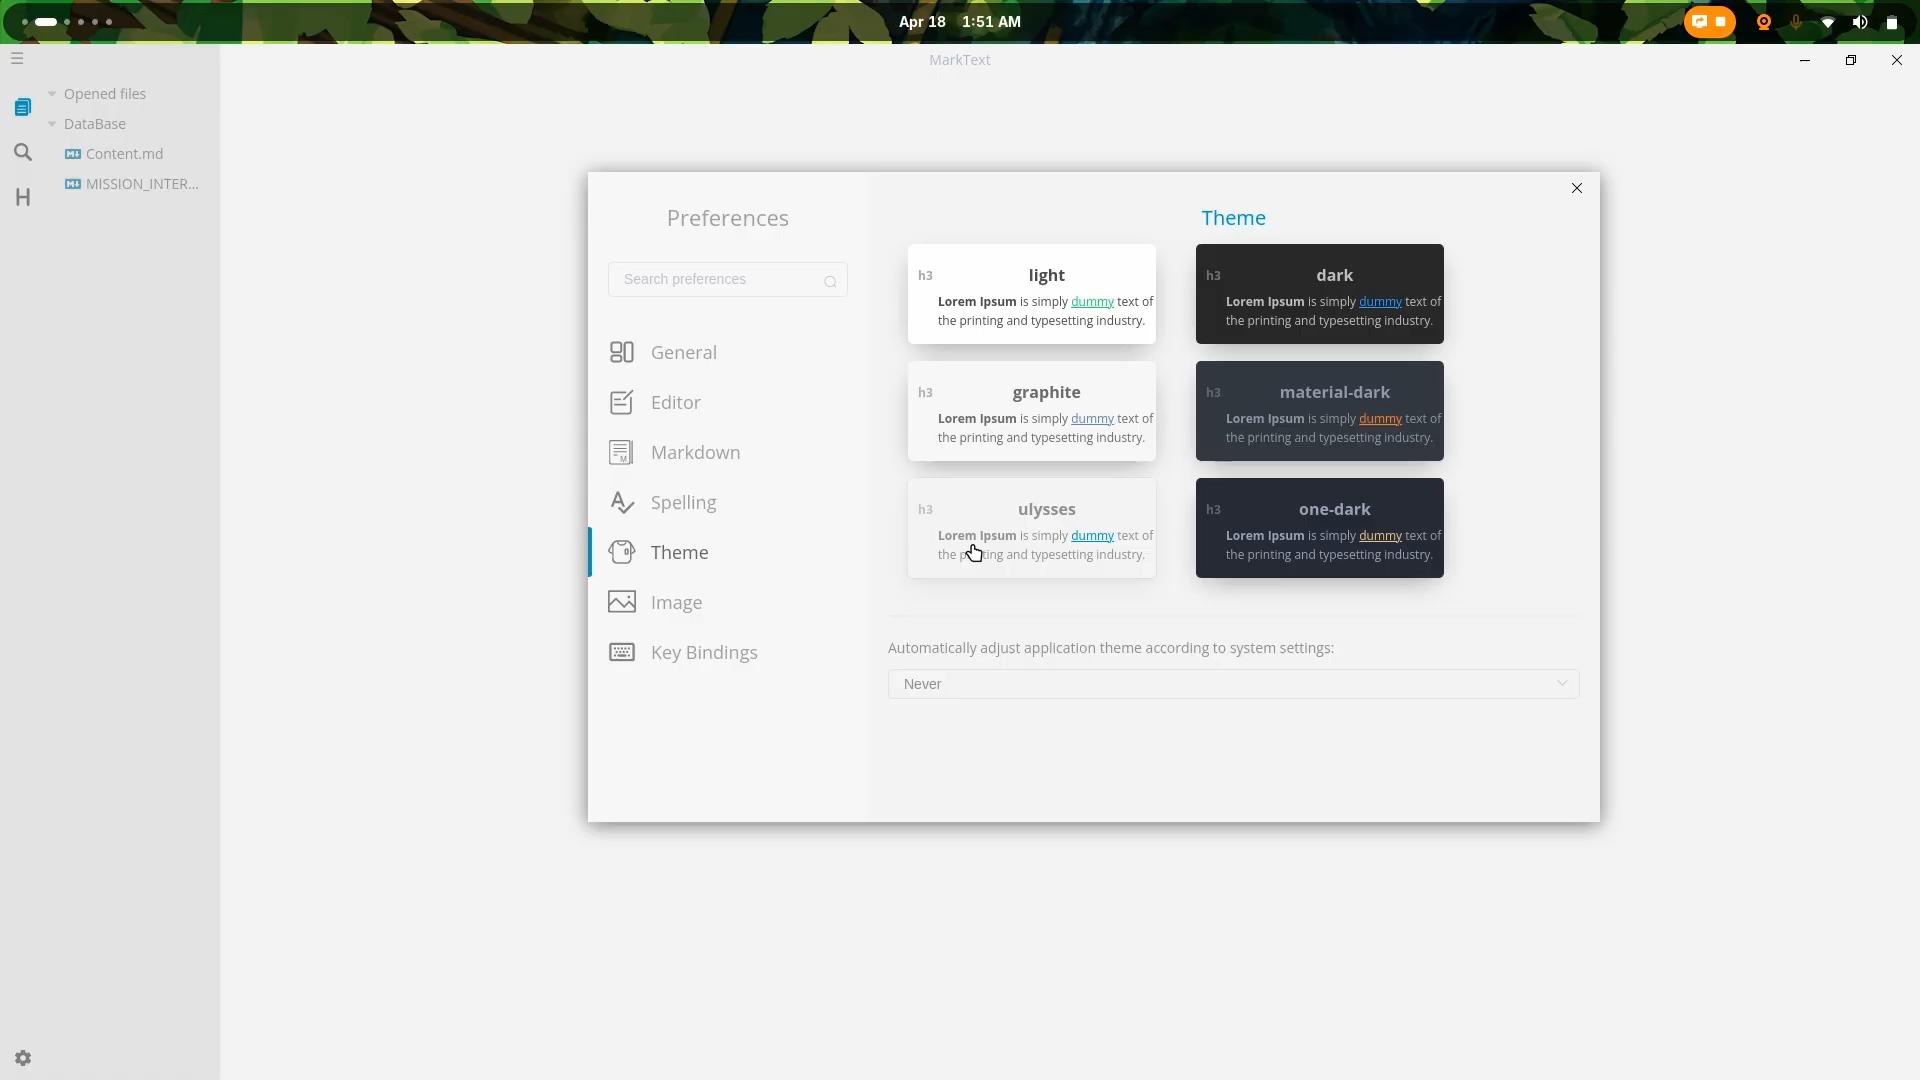 Apr 18 1:51 AM
MarkText
Opened files
DataBase
Content.md
MISSION_INTER...
H
Preferences
Search preferences
General
Editor
Markdown
Spelling
Theme
Image
Key Bindings
Theme
h3 light
Lorem Ipsum is simply dummy text of
the printing and typesetting industry.
h3 dark
Lorem Ipsum is simply dummy text of
the printing and typesetting industry.
h3 graphite
Lorem Ipsum is simply dummy text of
the printing and typesetting industry.
h3 material-dark
Lorem Ipsum is simply dummy text of
the printing and typesetting industry.
h3 ulysses
Lorem Ipsum is simply dummy text of
the printing and typesetting industry.
h3 one-dark
Lorem Ipsum is simply dummy text of
the printing and typesetting industry.
Automatically adjust application theme according to system settings:
Never